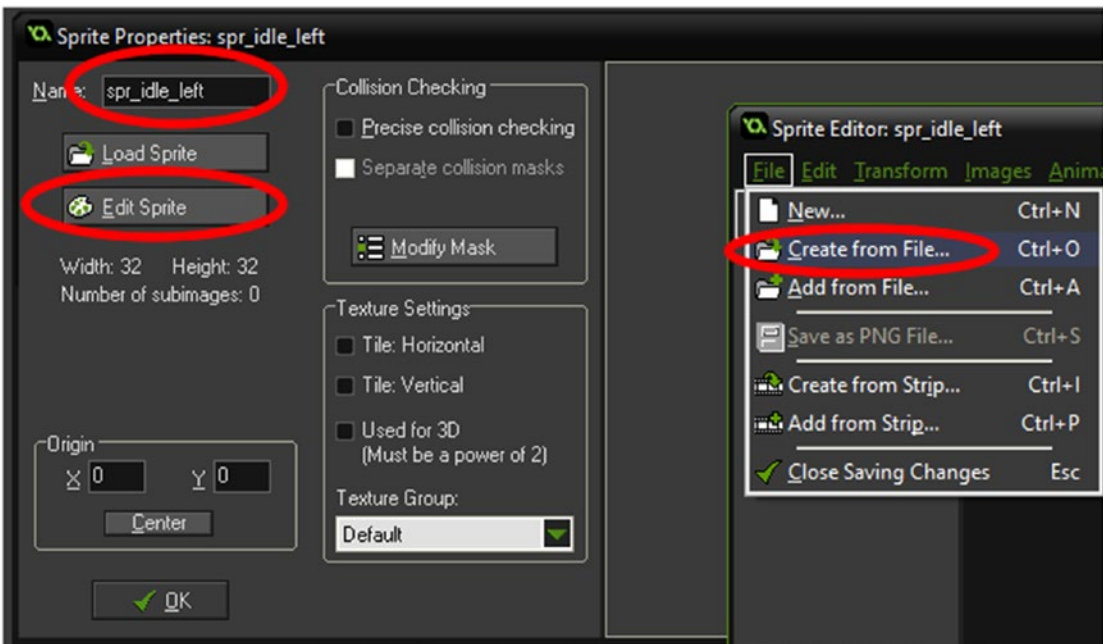 Sprite Properties: spr_idle_left
Name: spr_idle_left
Load Sprite
Edit Sprite
Width: 32 Height: 32
Number of subimages: 0
Origin
X 0 Y 0
Center
OK
Collision Checking
Precise collision checking
Separate collision masks
Modify Mask
Texture Settings
Tile: Horizontal
Tile: Vertical
Used for 3D
(Must be a power of 2)
Texture Group:
Default
Sprite Editor: spr_idle_left
File Edit Transform Images Anima
New... Ctrl+N
Create from File... Ctrl+O
Add from File... Ctrl+A
Save as PNG File... Ctrl+S
Create from Strip... Ctrl+I
Add from Strip... Ctrl+P
Close Saving Changes Esc